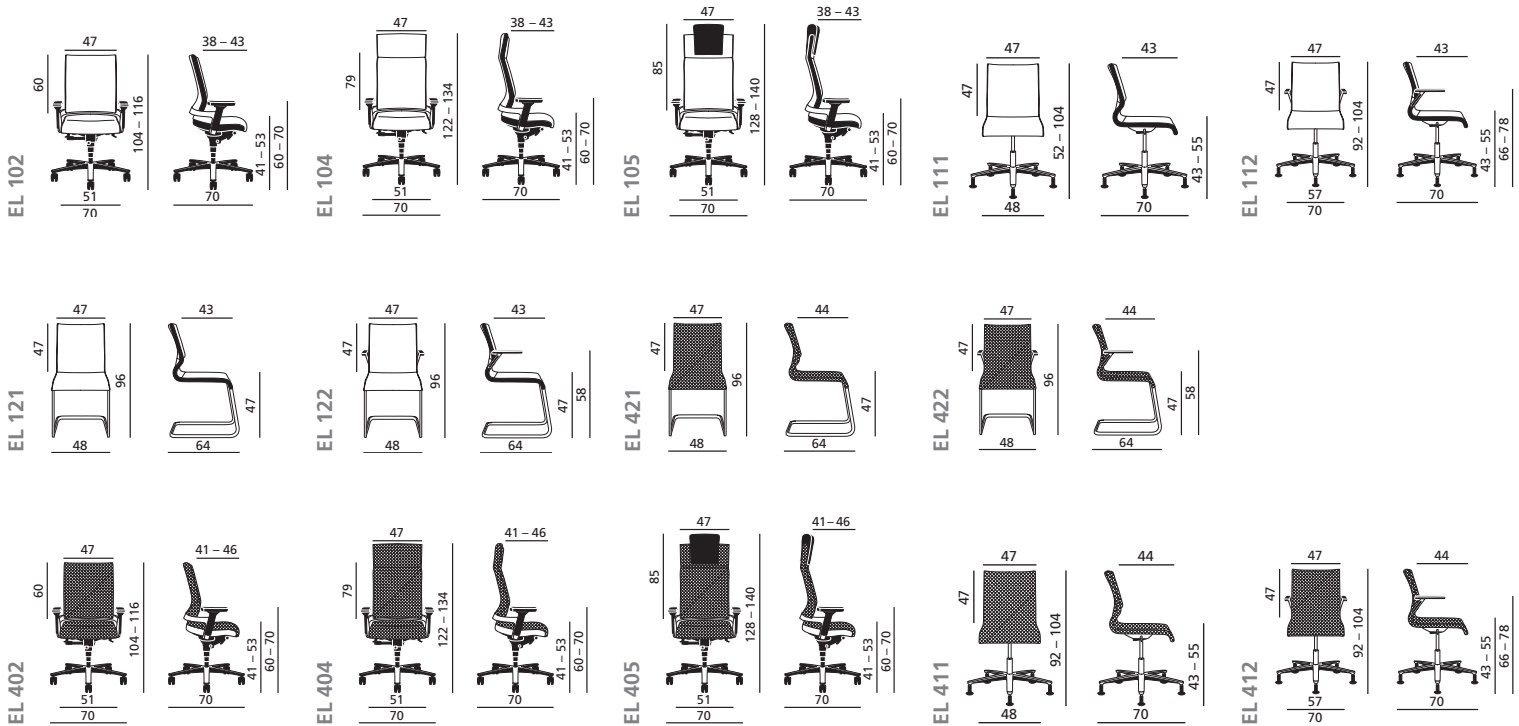 EL 102
47
60
104 – 116
51
70
38 – 43
41 – 53
60 – 70
70
EL 104
47
79
122 – 134
51
70
38 – 43
41 – 53
60 – 70
70
EL 105
47
85
128 – 140
51
70
38 – 43
41 – 53
60 – 70
70
EL 111
47
47
52 – 104
48
43
43 – 55
70
EL 112
47
47
92 – 104
57
70
43
43 – 55
66 – 78
70
EL 121
47
47
96
48
43
47
64
EL 122
47
47
96
48
43
47
58
64
EL 421
47
47
96
48
44
47
64
EL 422
47
47
96
48
44
47
58
64
EL 402
47
60
104 – 116
51
70
41 – 46
41 – 53
60 – 70
70
EL 404
47
79
122 – 134
51
70
41 – 46
41 – 53
60 – 70
70
EL 405
47
85
128 – 140
51
70
41–46
41 – 53
60 – 70
70
EL 411
47
47
92 – 104
48
44
43 – 55
70
EL 412
47
47
92 – 104
57
70
44
43 – 55
66 – 78
70